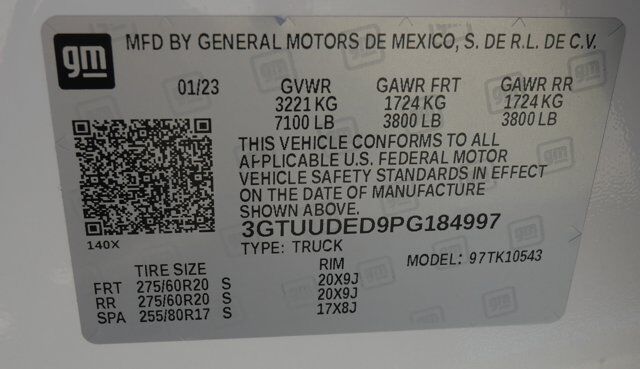 gm MFD BY GENERAL MOTORS DE MEXICO, S. DE R.L. DE C.V.
01/23 GVWR GAWR FRT GAWR RR
3221 KG 1724 KG 1724 KG
7100 LB 3800 LB 3800 LB
THIS VEHICLE CONFORMS TO ALL
APPLICABLE U.S. FEDERAL MOTOR
VEHICLE SAFETY STANDARDS IN EFFECT
ON THE DATE OF MANUFACTURE
SHOWN ABOVE.
3GTUUDED9PG184997
140X
TYPE: TRUCK MODEL: 97TK10543
TIRE SIZE RIM
FRT 275/60R20 S 20X9J
RR 275/60R20 S 20X9J
SPA 255/80R17 S 17X8J